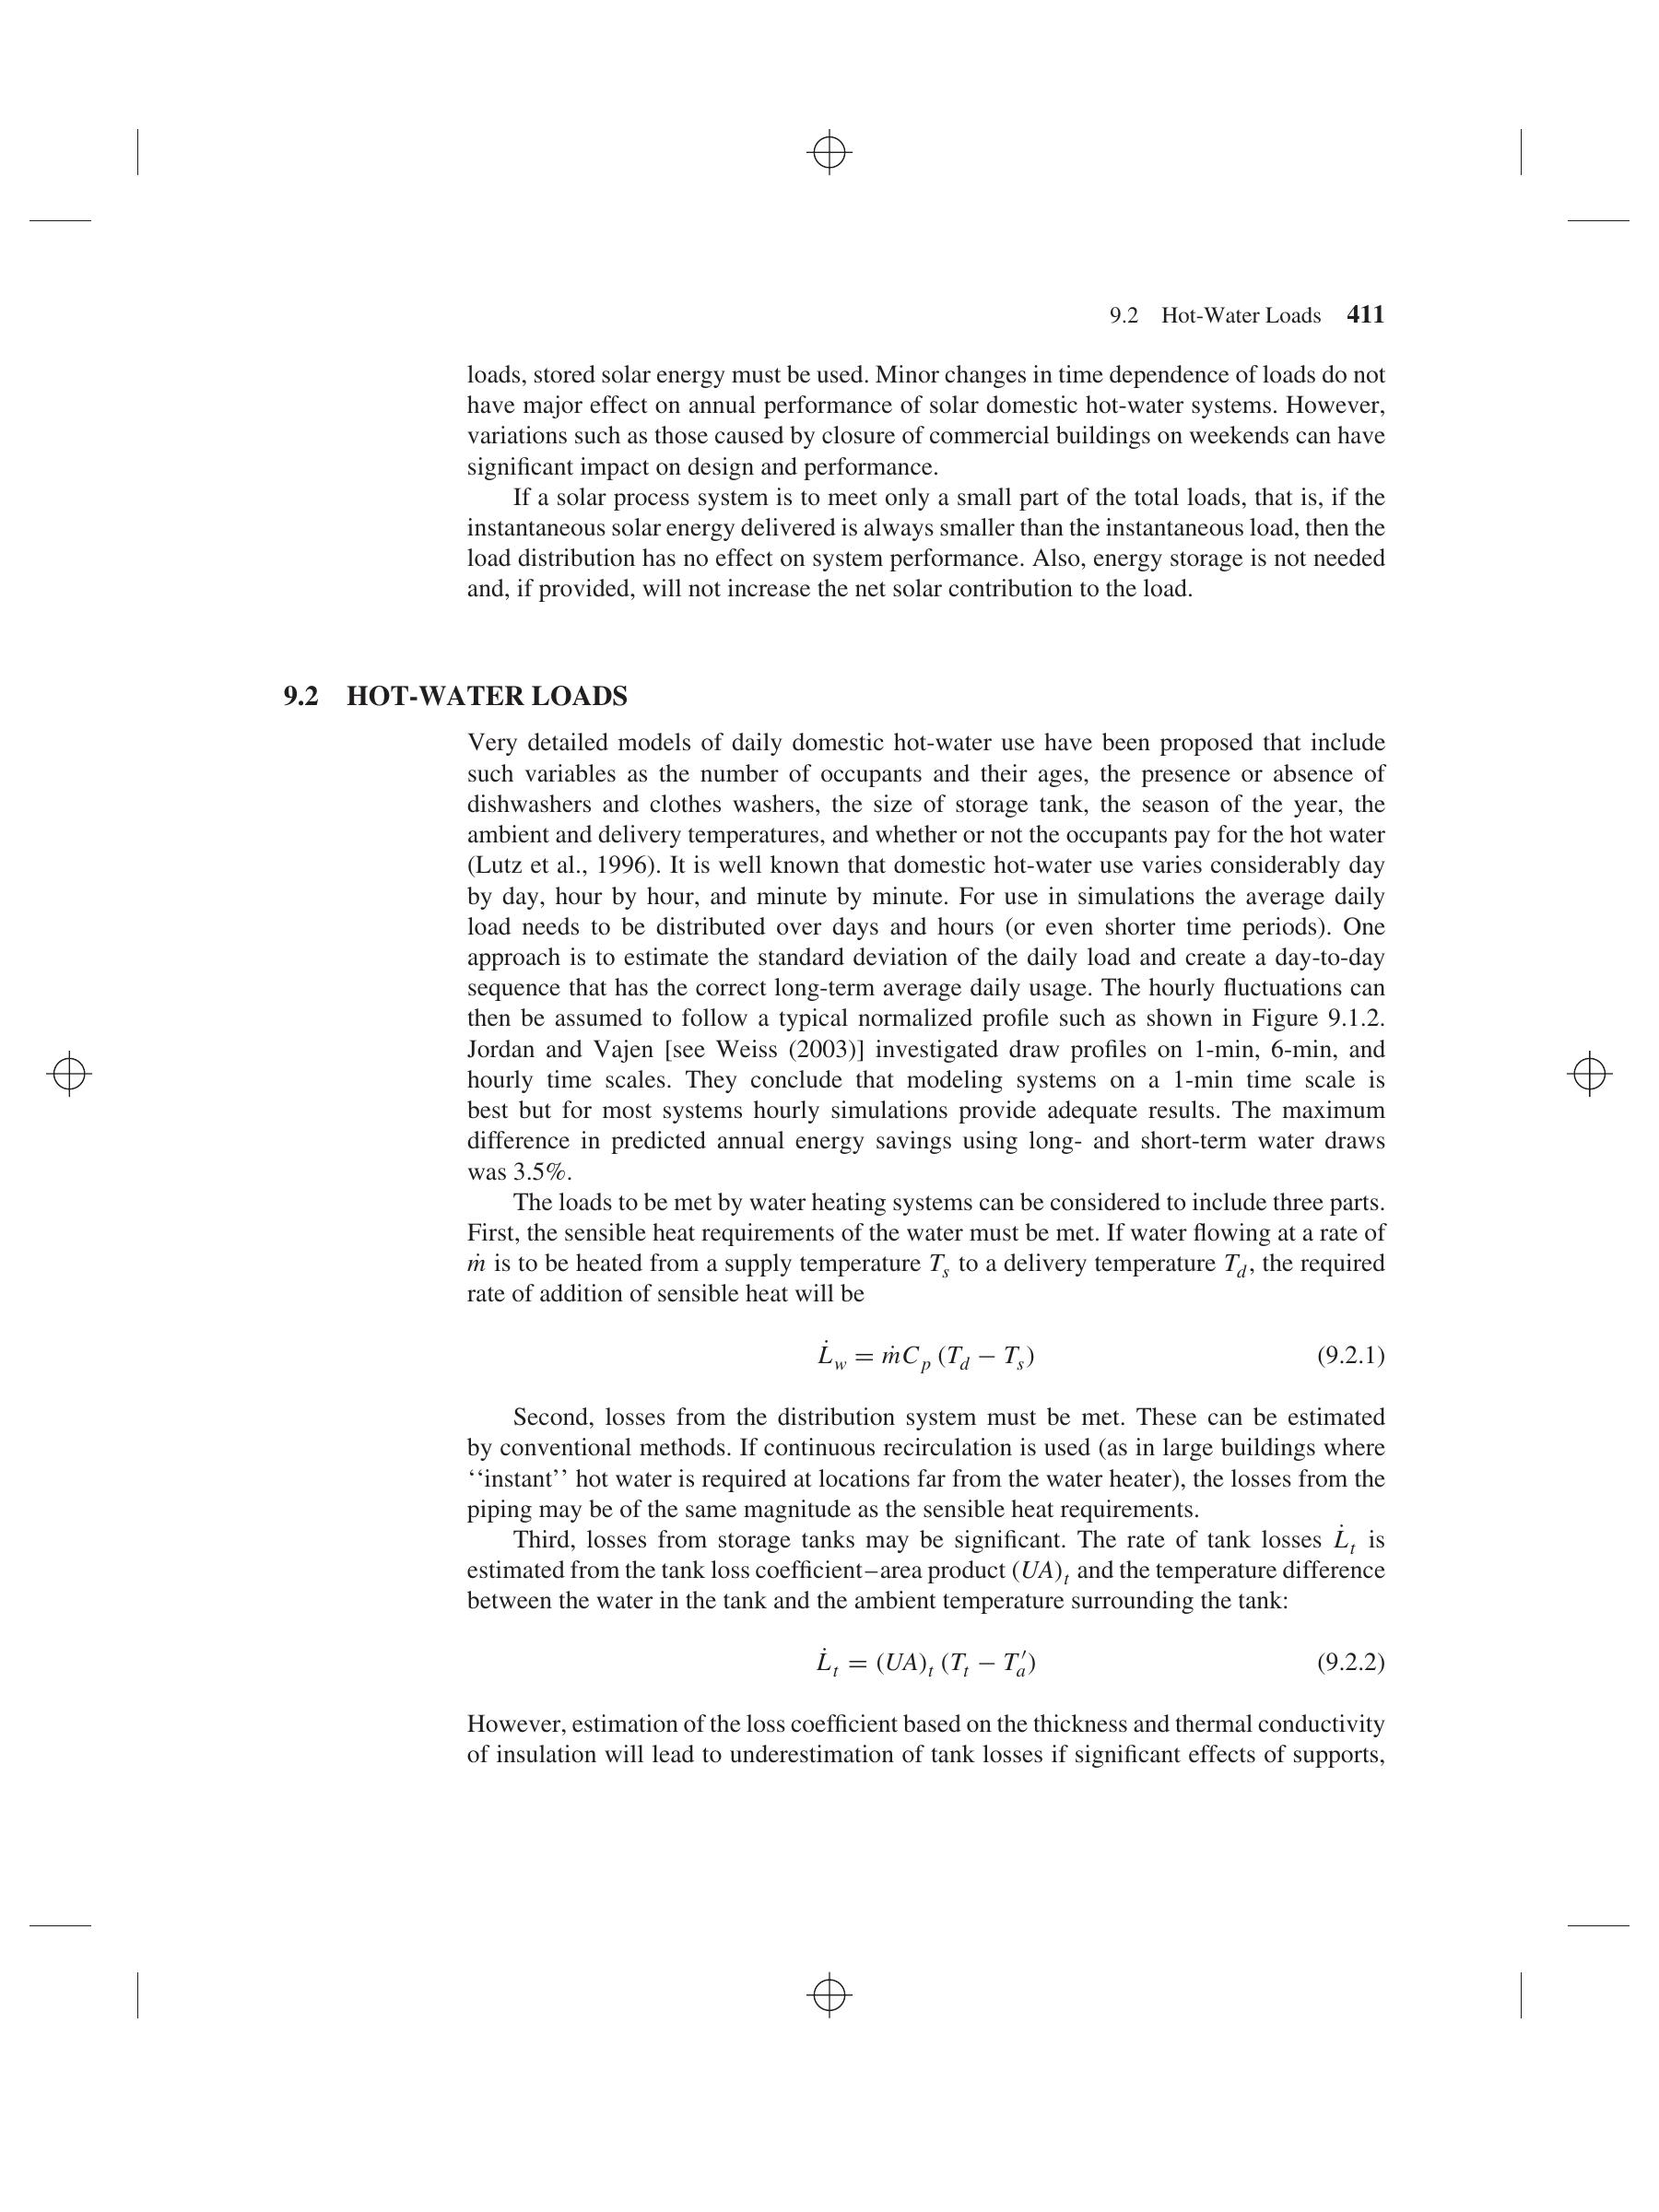 9.2 Hot-Water Loads 411
loads, stored solar energy must be used. Minor changes in time dependence of loads do not
have major effect on annual performance of solar domestic hot-water systems. However,
variations such as those caused by closure of commercial buildings on weekends can have
significant impact on design and performance.
If a solar process system is to meet only a small part of the total loads, that is, if the
instantaneous solar energy delivered is always smaller than the instantaneous load, then the
load distribution has no effect on system performance. Also, energy storage is not needed
and, if provided, will not increase the net solar contribution to the load.
9.2 HOT-WATER LOADS
Very detailed models of daily domestic hot-water use have been proposed that include
such variables as the number of occupants and their ages, the presence or absence of
dishwashers and clothes washers, the size of storage tank, the season of the year, the
ambient and delivery temperatures, and whether or not the occupants pay for the hot water
(Lutz et al., 1996). It is well known that domestic hot-water use varies considerably day
by day, hour by hour, and minute by minute. For use in simulations the average daily
load needs to be distributed over days and hours (or even shorter time periods). One
approach is to estimate the standard deviation of the daily load and create a day-to-day
sequence that has the correct long-term average daily usage. The hourly fluctuations can
then be assumed to follow a typical normalized profile such as shown in Figure 9.1.2.
Jordan and Vajen [see Weiss (2003)] investigated draw profiles on 1-min, 6-min, and
hourly time scales. They conclude that modeling systems on a 1-min time scale is
best but for most systems hourly simulations provide adequate results. The maximum
difference in predicted annual energy savings using long- and short-term water draws
was 3.5%.
The loads to be met by water heating systems can be considered to include three parts.
First, the sensible heat requirements of the water must be met. If water flowing at a rate of
ṁ is to be heated from a supply temperature T_s to a delivery temperature T_d, the required
rate of addition of sensible heat will be
L̇_w = ṁC_p (T_d − T_s) (9.2.1)
Second, losses from the distribution system must be met. These can be estimated
by conventional methods. If continuous recirculation is used (as in large buildings where
‘‘instant’’ hot water is required at locations far from the water heater), the losses from the
piping may be of the same magnitude as the sensible heat requirements.
Third, losses from storage tanks may be significant. The rate of tank losses L̇_t is
estimated from the tank loss coefficient–area product (UA)_t and the temperature difference
between the water in the tank and the ambient temperature surrounding the tank:
L̇_t = (UA)_t (T_t − T′_a) (9.2.2)
However, estimation of the loss coefficient based on the thickness and thermal conductivity
of insulation will lead to underestimation of tank losses if significant effects of supports,